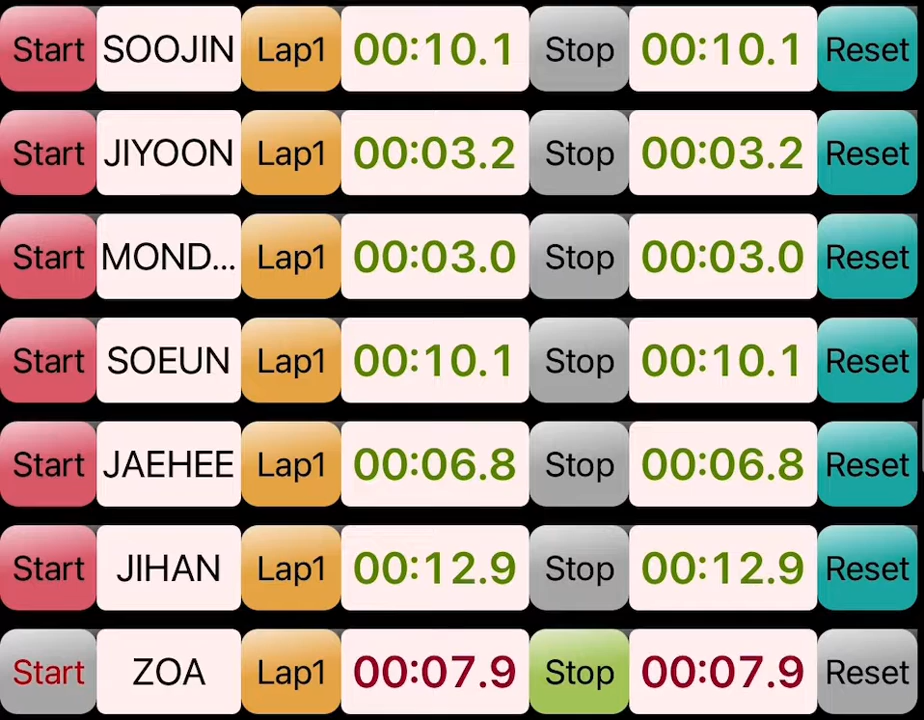 Start SOOJIN Lap1 00:10.1 Stop 00:10.1 Reset
Start JIYOON Lap1 00:03.2 Stop 00:03.2 Reset
Start MOND... Lap1 00:03.0 Stop 00:03.0 Reset
Start SOEUN Lap1 00:10.1 Stop 00:10.1 Reset
Start JAEHEE Lap1 00:06.8 Stop 00:06.8 Reset
Start JIHAN Lap1 00:12.9 Stop 00:12.9 Reset
Start ZOA Lap1 00:07.9 Stop 00:07.9 Reset